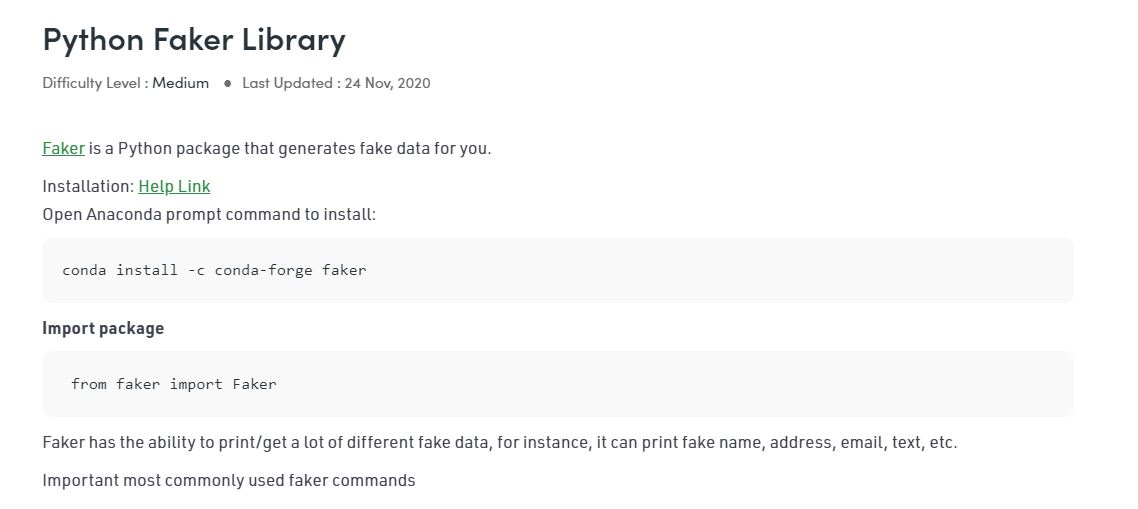 Python Faker Library
Difficulty Level : Medium ● Last Updated : 24 Nov, 2020
Faker is a Python package that generates fake data for you.
Installation: Help Link
Open Anaconda prompt command to install:
conda install -c conda-forge faker
Import package
from faker import Faker
Faker has the ability to print/get a lot of different fake data, for instance, it can print fake name, address, email, text, etc.
Important most commonly used faker commands